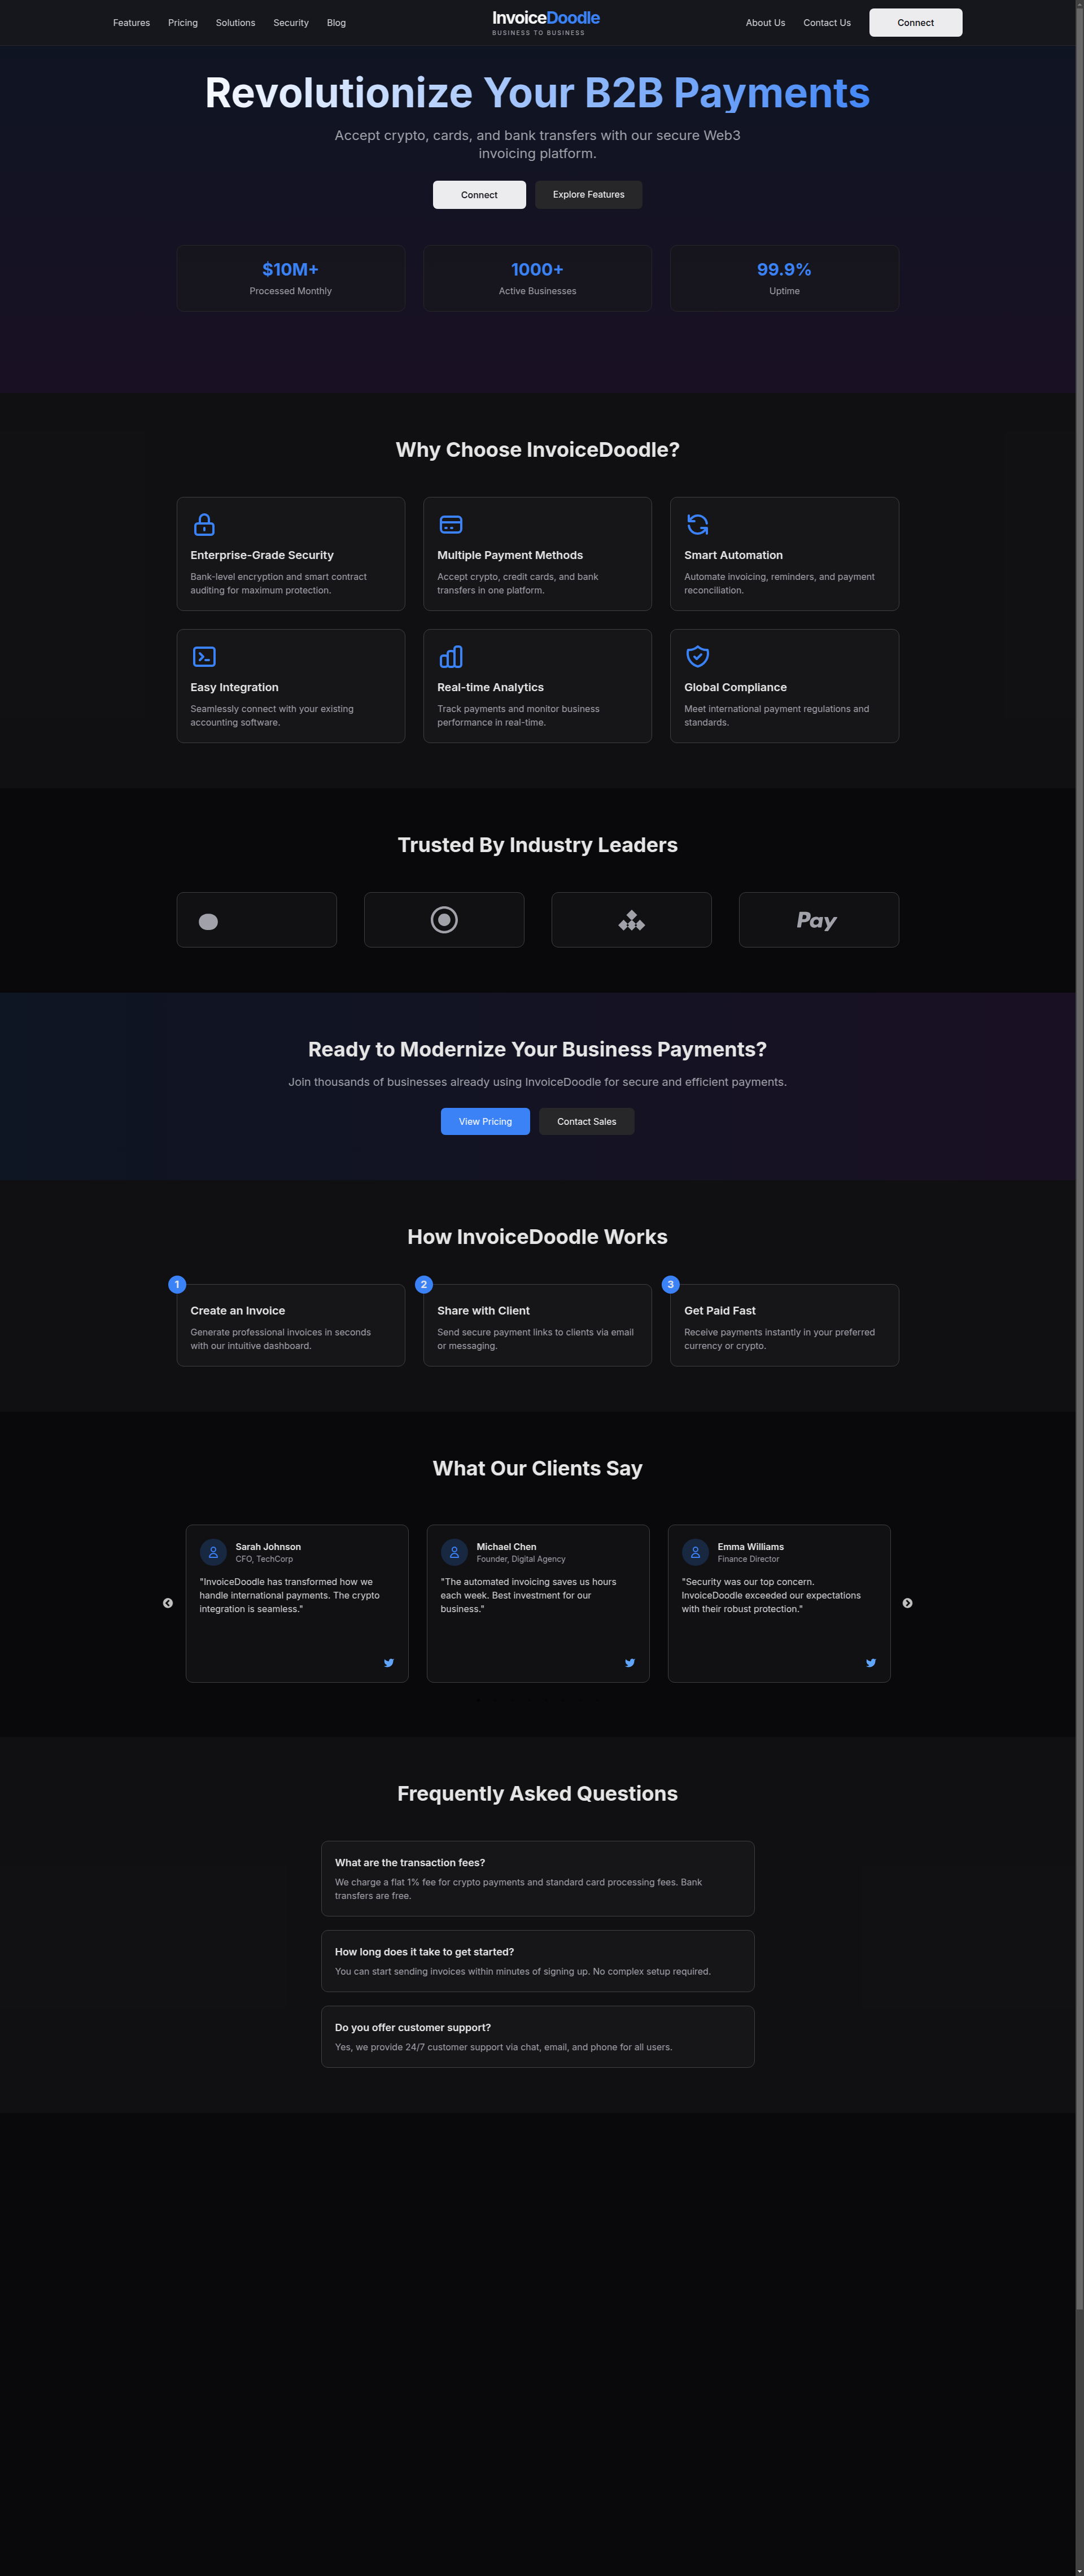 Features Pricing Solutions Security Blog
InvoiceDoodle
BUSINESS TO BUSINESS
About Us Contact Us Connect
Revolutionize Your B2B Payments
Accept crypto, cards, and bank transfers with our secure Web3
invoicing platform.
Connect Explore Features
$10M+
Processed Monthly
1000+
Active Businesses
99.9%
Uptime
Why Choose InvoiceDoodle?
Enterprise-Grade Security
Bank-level encryption and smart contract
auditing for maximum protection.
Multiple Payment Methods
Accept crypto, credit cards, and bank
transfers in one platform.
Smart Automation
Automate invoicing, reminders, and payment
reconciliation.
Easy Integration
Seamlessly connect with your existing
accounting software.
Real-time Analytics
Track payments and monitor business
performance in real-time.
Global Compliance
Meet international payment regulations and
standards.
Trusted By Industry Leaders
Pay
Ready to Modernize Your Business Payments?
Join thousands of businesses already using InvoiceDoodle for secure and efficient payments.
View Pricing Contact Sales
How InvoiceDoodle Works
1
Create an Invoice
Generate professional invoices in seconds
with our intuitive dashboard.
2
Share with Client
Send secure payment links to clients via email
or messaging.
3
Get Paid Fast
Receive payments instantly in your preferred
currency or crypto.
What Our Clients Say
Sarah Johnson
CFO, TechCorp
"InvoiceDoodle has transformed how we
handle international payments. The crypto
integration is seamless."
Michael Chen
Founder, Digital Agency
"The automated invoicing saves us hours
each week. Best investment for our
business."
Emma Williams
Finance Director
"Security was our top concern.
InvoiceDoodle exceeded our expectations
with their robust protection."
Frequently Asked Questions
What are the transaction fees?
We charge a flat 1% fee for crypto payments and standard card processing fees. Bank
transfers are free.
How long does it take to get started?
You can start sending invoices within minutes of signing up. No complex setup required.
Do you offer customer support?
Yes, we provide 24/7 customer support via chat, email, and phone for all users.